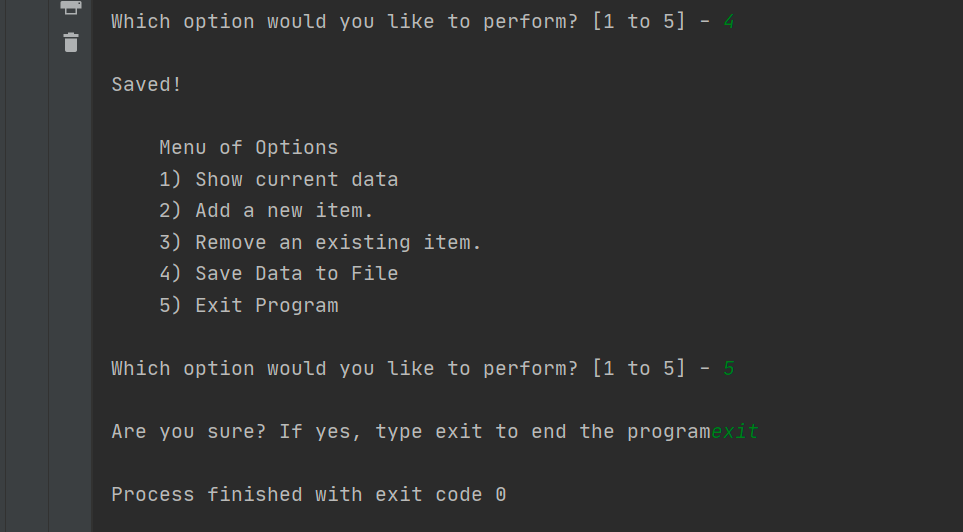 Which option would you like to perform? [1 to 5] - 4
Saved!
Menu of Options
1) Show current data
2) Add a new item.
3) Remove an existing item.
4) Save Data to File
5) Exit Program
Which option would you like to perform? [1 to 5] - 5
Are you sure? If yes, type exit to end the programexit
Process finished with exit code 0